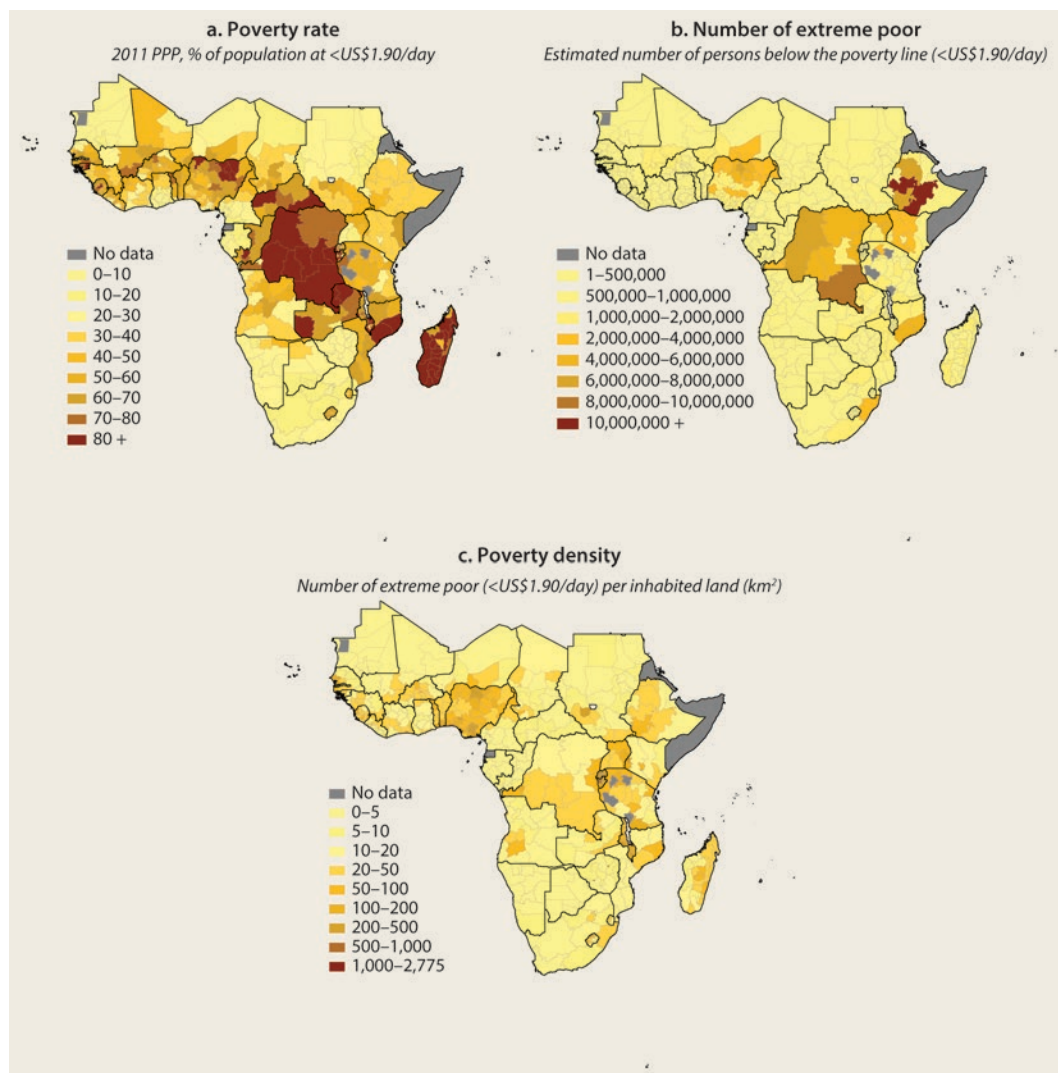 a. Poverty rate
2011 PPP, % of population at <US$1.90/day
No data
0–10
10–20
20–30
30–40
40–50
50–60
60–70
70–80
80 +
b. Number of extreme poor
Estimated number of persons below the poverty line (<US$1.90/day)
No data
1–500,000
500,000–1,000,000
1,000,000–2,000,000
2,000,000–4,000,000
4,000,000–6,000,000
6,000,000–8,000,000
8,000,000–10,000,000
10,000,000 +
c. Poverty density
Number of extreme poor (<US$1.90/day) per inhabited land (km²)
No data
0–5
5–10
10–20
20–50
50–100
100–200
200–500
500–1,000
1,000–2,775